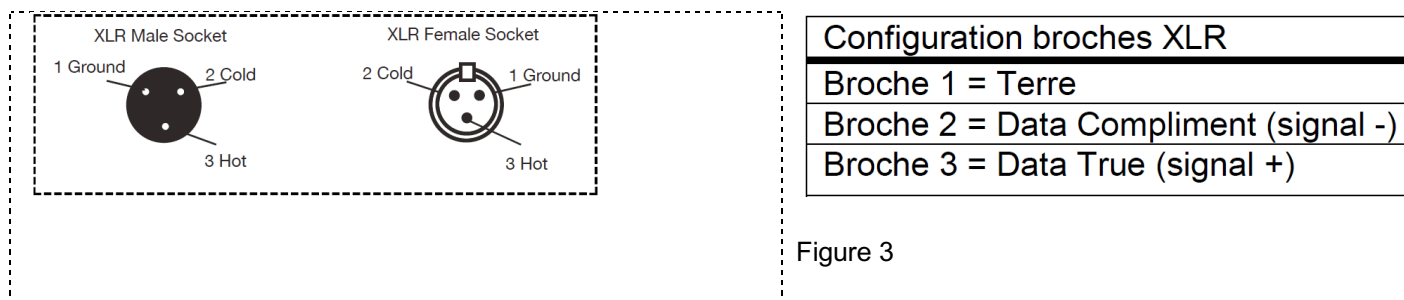 XLR Male Socket
1 Ground
2 Cold
3 Hot
XLR Female Socket
2 Cold
1 Ground
3 Hot
Configuration broches XLR
Broche 1 = Terre
Broche 2 = Data Compliment (signal -)
Broche 3 = Data True (signal +)
Figure 3